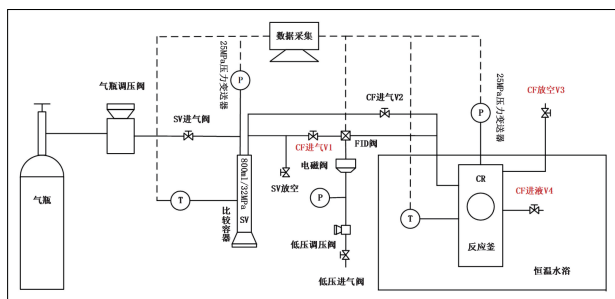 数据采集
25MPa压力变送器
气瓶调压阀
P
SV进气阀
CF进气V2
CF进气V1
FID阀
25MPa压力变送器
P
CF放空V3
800ml/32MPa
SV
SV放空
电磁阀
P
T
比较容器
低压调压阀
低压进气阀
气瓶
T
CR
反应釜
CF进液V4
恒温水浴